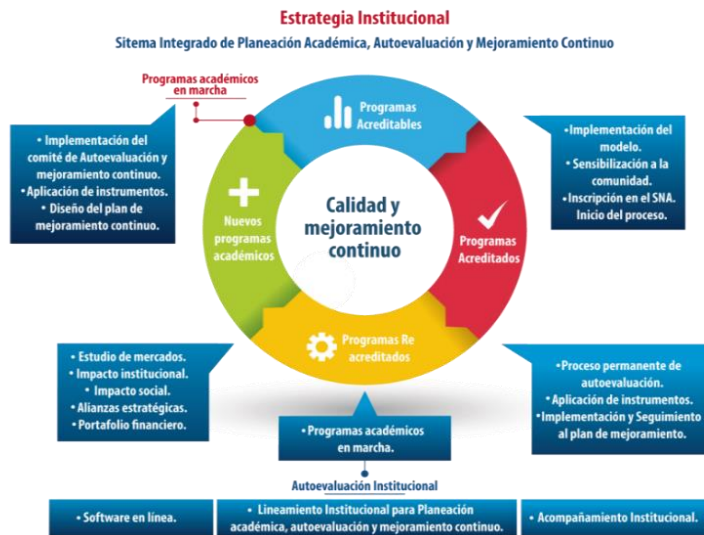 Estrategia Institucional
Sitema Integrado de Planeación Académica, Autoevaluación y Mejoramiento Continuo
Programas académicos
en marcha
• Implementación del
comité de Autoevaluación y
mejoramiento continuo.
• Aplicación de instrumentos.
• Diseño del plan de
mejoramiento continuo.
Programas
Acreditables
• Implementación del
modelo.
• Sensibilización a la
comunidad.
• Inscripción en el SNA.
Inicio del proceso.
Nuevos
programas
académicos
Calidad y
mejoramiento
continuo
Programas
Acreditados
Programas Re
acreditados
• Estudio de mercados.
• Impacto institucional.
• Impacto social.
• Alianzas estratégicas.
• Portafolio financiero.
• Proceso permanente de
autoevaluación.
• Aplicación de instrumentos.
• Implementación y Seguimiento
al plan de mejoramiento.
• Programas académicos
en marcha.
Autoevaluación Institucional
• Software en línea.
• Lineamiento Institucional para Planeación
académica, autoevaluación y mejoramiento continuo.
• Acompañamiento Institucional.